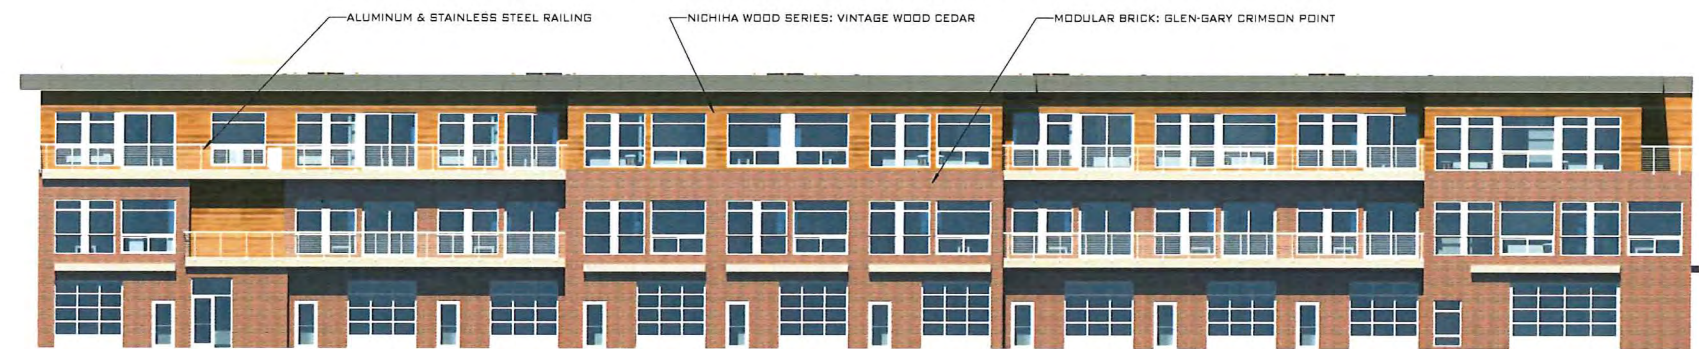 ALUMINUM & STAINLESS STEEL RAILING
NICHIHA WOOD SERIES: VINTAGE WOOD CEDAR
MODULAR BRICK: GLEN-GARY CRIMSON POINT